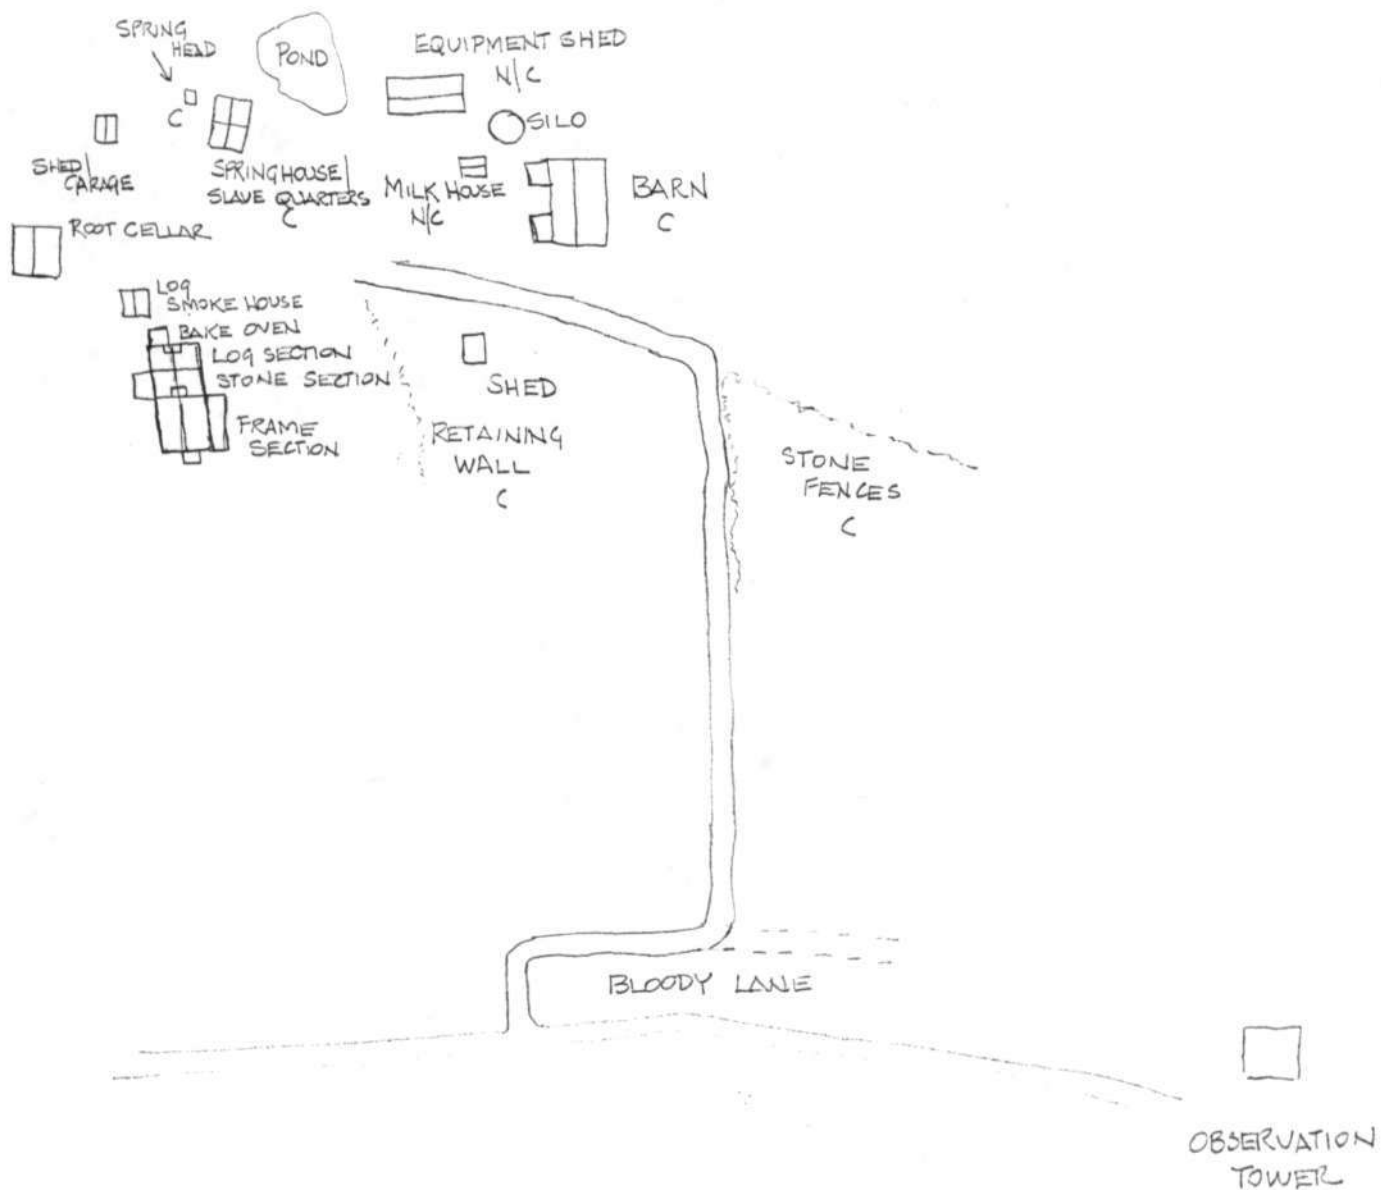 SPRING
HEAD
C
POND
EQUIPMENT SHED
N/C
SILO
SHED/
GARAGE
SPRINGHOUSE/
SLAVE QUARTERS
C
MILK HOUSE
N/C
BARN
C
ROOT CELLAR
LOG
SMOKE HOUSE
BAKE OVEN
LOG SECTION
STONE SECTION
FRAME
SECTION
SHED
RETAINING
WALL
C
STONE
FENCES
C
BLOODY LANE
OBSERVATION
TOWER